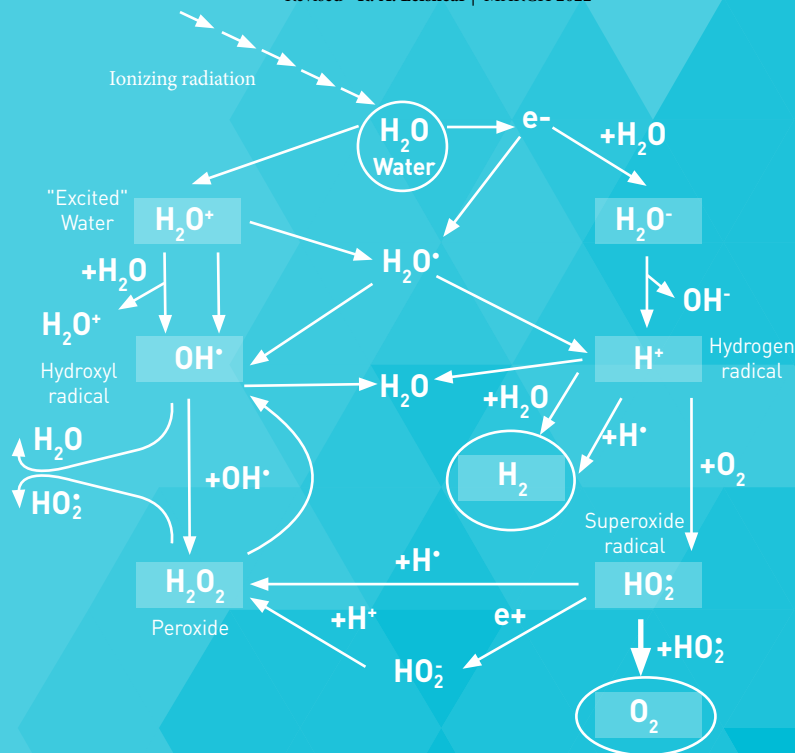 Ionizing radiation
H₂O
Water
e-
+H₂O
"Excited"
Water
H₂O⁺
H₂O⁻
+H₂O
H₂O•
OH⁻
H₂O⁺
OH•
H⁺
Hydrogen
radical
Hydroxyl
radical
H₂O
+H₂O
H₂O
+H•
HO₂•
+OH•
H₂
+O₂
Superoxide
radical
+H•
H₂O₂
HO₂•
Peroxide
+H⁺
e+
HO₂⁻
+HO₂•
O₂